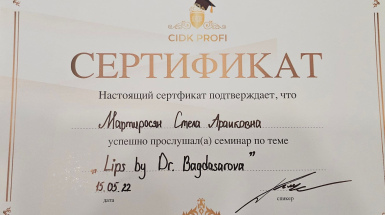 CIDK PROFI
СЕРТИФИКАТ
Настоящий сертфикат подтверждает, что
Мартиросян Стела Араиковна
успешно прослушал(а) семинар по теме
„Lips by Dr. Bagdasarova”
15.05.22
дата
спикер